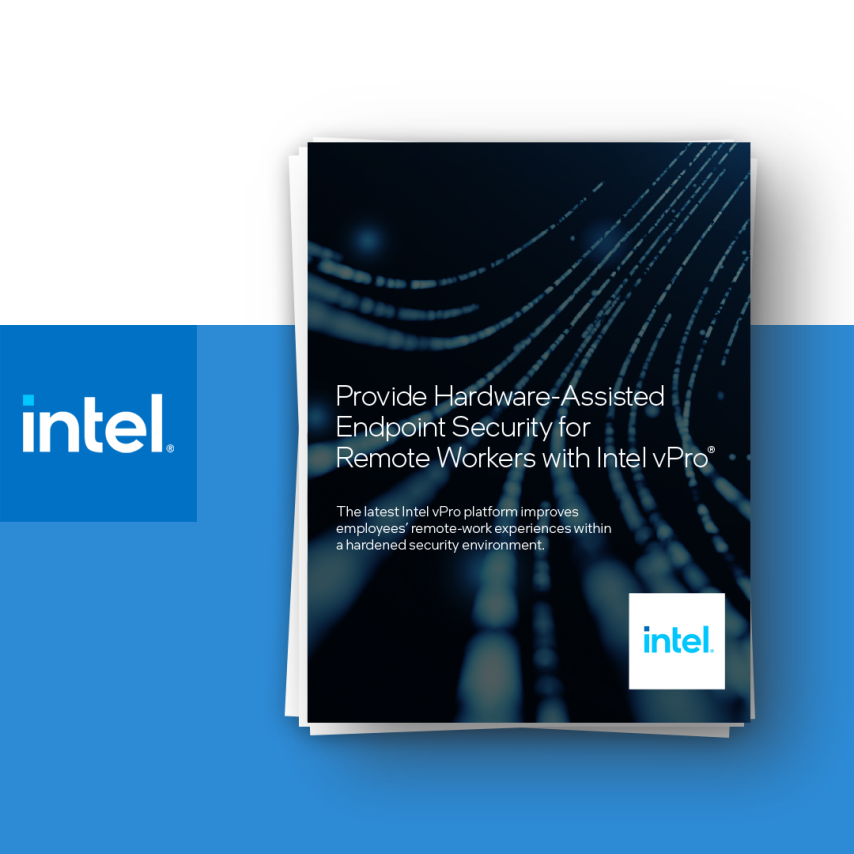 intel®
Provide Hardware-Assisted
Endpoint Security for
Remote Workers with Intel vPro®
The latest Intel vPro platform improves
employees’ remote-work experiences within
a hardened security environment.
intel.